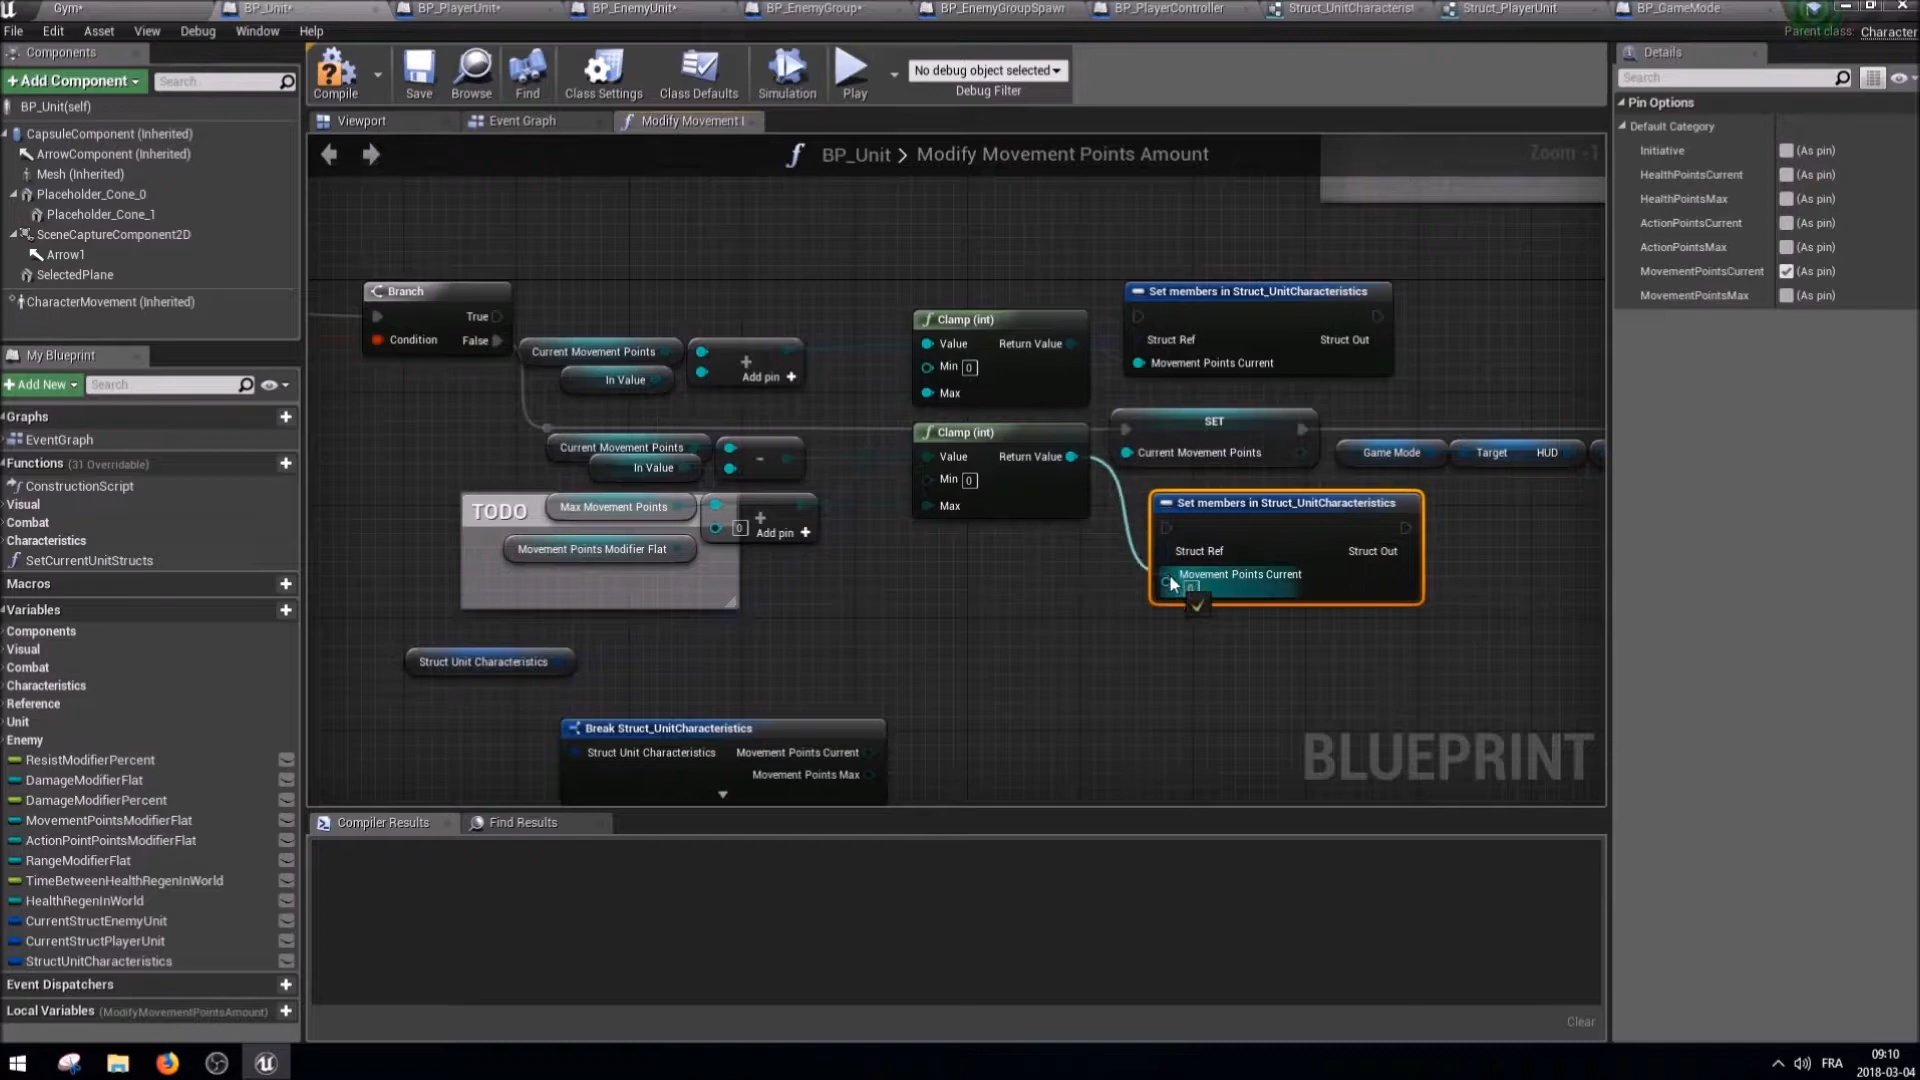 Gym*
BP_Unit*
BP_PlayerUnit*
BP_EnemyUnit*
BP_EnemyGroup*
BP_EnemyGroupSpawn
BP_PlayerController
Struct_UnitCharacterist
Struct_PlayerUnit
BP_GameMode
File Edit Asset View Debug Window Help
Parent class: Character
Components
+Add Component
Search
BP_Unit(self)
CapsuleComponent (Inherited)
ArrowComponent (Inherited)
Mesh (Inherited)
Placeholder_Cone_0
Placeholder_Cone_1
SceneCaptureComponent2D
Arrow1
SelectedPlane
CharacterMovement (Inherited)
My Blueprint
+Add New
Search
Graphs
EventGraph
Functions (31 Overridable)
ConstructionScript
Visual
Combat
Characteristics
SetCurrentUnitStructs
Macros
Variables
Components
Visual
Combat
Characteristics
Reference
Unit
Enemy
ResistModifierPercent
DamageModifierFlat
DamageModifierPercent
MovementPointsModifierFlat
ActionPointPointsModifierFlat
RangeModifierFlat
TimeBetweenHealthRegenInWorld
HealthRegenInWorld
CurrentStructEnemyUnit
CurrentStructPlayerUnit
StructUnitCharacteristics
Event Dispatchers
Local Variables (ModifyMovementPointsAmount)
Compile
Save
Browse
Find
Class Settings
Class Defaults
Simulation
Play
No debug object selected
Debug Filter
Viewport
Event Graph
Modify Movement I
BP_Unit > Modify Movement Points Amount
Zoom -1
Branch
True
Condition
False
Current Movement Points
In Value
Add pin +
Clamp (int)
Value
Return Value
Min 0
Max
Set members in Struct_UnitCharacteristics
Struct Ref
Struct Out
Movement Points Current
Current Movement Points
In Value
Clamp (int)
Value
Return Value
Min 0
Max
SET
Current Movement Points
Game Mode
Target
HUD
TODO
Max Movement Points
0
Add pin +
Movement Points Modifier Flat
Set members in Struct_UnitCharacteristics
Struct Ref
Struct Out
Movement Points Current
0
Struct Unit Characteristics
Break Struct_UnitCharacteristics
Struct Unit Characteristics
Movement Points Current
Movement Points Max
BLUEPRINT
Compiler Results
Find Results
Clear
Details
Search
Pin Options
Default Category
Initiative (As pin)
HealthPointsCurrent (As pin)
HealthPointsMax (As pin)
ActionPointsCurrent (As pin)
ActionPointsMax (As pin)
MovementPointsCurrent (As pin)
MovementPointsMax (As pin)
FRA
09:10
2018-03-04